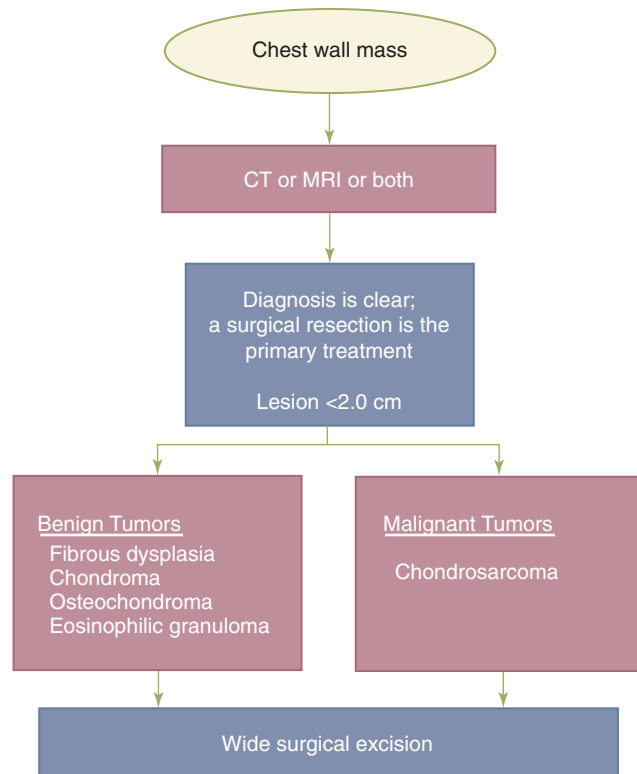 Chest wall mass
CT or MRI or both
Diagnosis is clear;
a surgical resection is the
primary treatment
Lesion <2.0 cm
Benign Tumors
Fibrous dysplasia
Chondroma
Osteochondroma
Eosinophilic granuloma
Malignant Tumors
Chondrosarcoma
Wide surgical excision